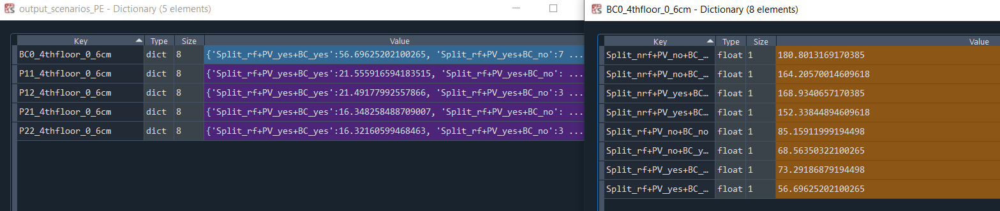 output_scenarios_PE - Dictionary (5 elements)
Key Type Size Value
BC0_4thfloor_0_6cm dict 8 {'Split_rf+PV_yes+BC_yes':56.69625202100265, 'Split_rf+PV_yes+BC_no':7 ...
P11_4thfloor_0_6cm dict 8 {'Split_rf+PV_yes+BC_yes':21.555916594183515, 'Split_rf+PV_yes+BC_no': ...
P12_4thfloor_0_6cm dict 8 {'Split_rf+PV_yes+BC_yes':21.49177992557866, 'Split_rf+PV_yes+BC_no':3 ...
P21_4thfloor_0_6cm dict 8 {'Split_rf+PV_yes+BC_yes':16.348258488709007, 'Split_rf+PV_yes+BC_no': ...
P22_4thfloor_0_6cm dict 8 {'Split_rf+PV_yes+BC_yes':16.32160599468463, 'Split_rf+PV_yes+BC_no':3 ...
BC0_4thfloor_0_6cm - Dictionary (8 elements)
Key Type Size Value
Split_nrf+PV_no+BC_... float 1 180.8013169170385
Split_nrf+PV_no+BC_... float 1 164.20570014609618
Split_nrf+PV_yes+BC... float 1 168.9340657170385
Split_nrf+PV_yes+BC... float 1 152.33844894609618
Split_rf+PV_no+BC_no float 1 85.15911999194498
Split_rf+PV_no+BC_y... float 1 68.56350322100265
Split_rf+PV_yes+BC_... float 1 73.29186879194498
Split_rf+PV_yes+BC_... float 1 56.69625202100265